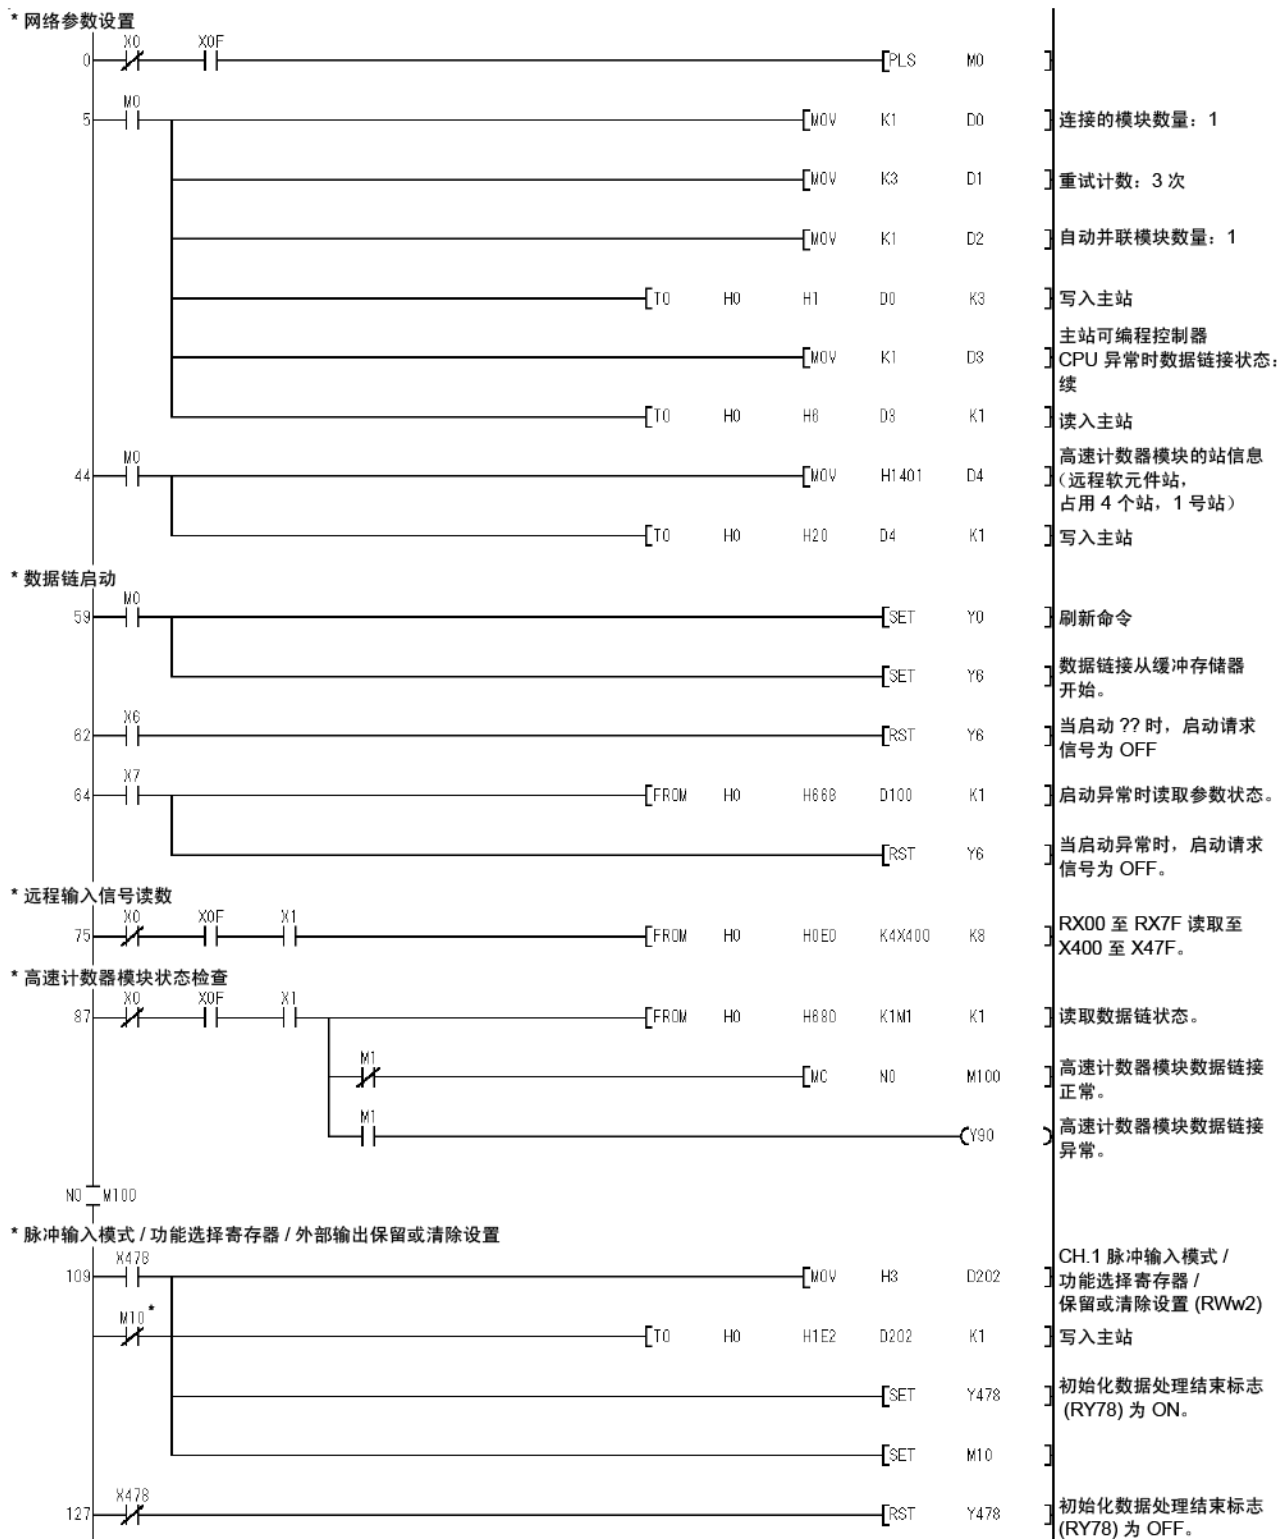 * 网络参数设置
X0 X0F
0 PLS M0
M0
5 MOV K1 D0 连接的模块数量：1
MOV K3 D1 重试计数：3 次
MOV K1 D2 自动并联模块数量：1
TO H0 H1 D0 K3 写入主站
主站可编程控制器
MOV K1 D3 CPU 异常时数据链接状态：
续
TO H0 H6 D3 K1 读入主站
M0 高速计数器模块的站信息
44 MOV H1401 D4 （远程软元件站，
占用 4 个站，1 号站）
TO H0 H20 D4 K1 写入主站
* 数据链启动
M0
59 SET Y0 刷新命令
数据链接从缓冲存储器
SET Y6 开始。
X6 当启动 ?? 时，启动请求
62 RST Y6 信号为 OFF
X7
64 FROM H0 H668 D100 K1 启动异常时读取参数状态。
当启动异常时，启动请求
RST Y6 信号为 OFF。
* 远程输入信号读数
X0 X0F X1 RX00 至 RX7F 读取至
75 FROM H0 H0E0 K4X400 K8 X400 至 X47F。
* 高速计数器模块状态检查
X0 X0F X1
87 FROM H0 H680 K1M1 K1 读取数据链状态。
M1 高速计数器模块数据链接
MC N0 M100 正常。
M1 高速计数器模块数据链接
Y90 异常。
N0 M100
* 脉冲输入模式 / 功能选择寄存器 / 外部输出保留或清除设置
X478 CH.1 脉冲输入模式 /
109 MOV H3 D202 功能选择寄存器 /
保留或清除设置 (RWw2)
M10 *
TO H0 H1E2 D202 K1 写入主站
初始化数据处理结束标志
SET Y478 (RY78) 为 ON。
SET M10
X478 初始化数据处理结束标志
127 RST Y478 (RY78) 为 OFF。